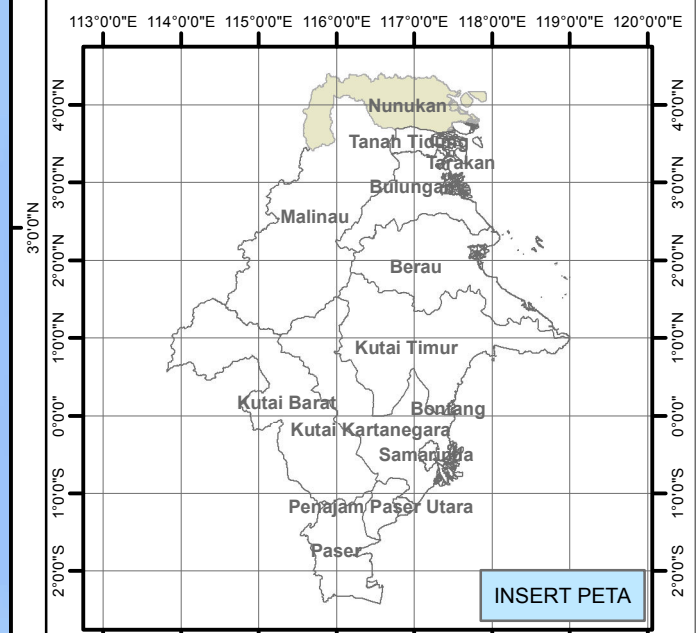 113°0'0"E 114°0'0"E 115°0'0"E 116°0'0"E 117°0'0"E 118°0'0"E 119°0'0"E 120°0'0"E
4°0'0"N 4°0'0"N
Nunukan
Tanah Tidung
Tarakan
3°0'0"N 3°0'0"N
Bulungan
3°0'0"N
Malinau
2°0'0"N 2°0'0"N
Berau
1°0'0"N 1°0'0"N
Kutai Timur
Kutai Barat
Bontang
0°0'0" 0°0'0"
Kutai Kartanegara
Samarinda
1°0'0"S 1°0'0"S
Penajam Paser Utara
Paser
2°0'0"S 2°0'0"S
INSERT PETA